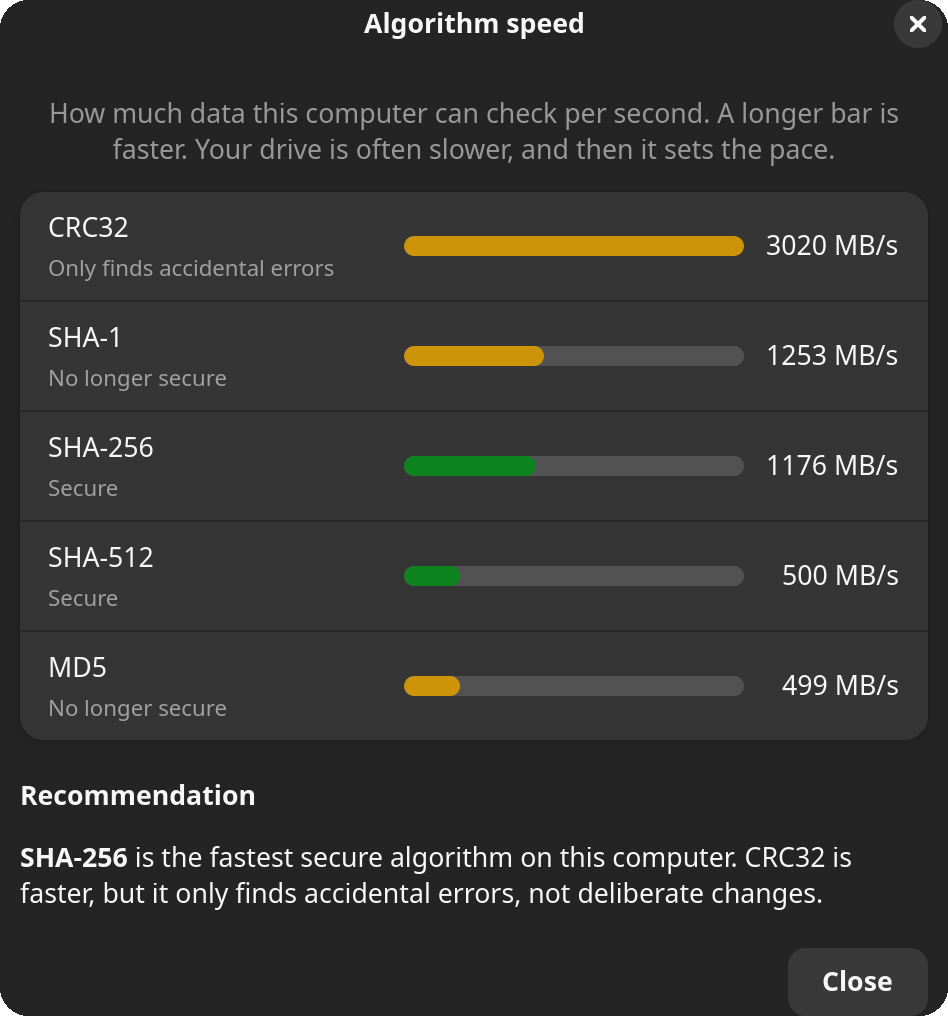 Algorithm speed
How much data this computer can check per second. A longer bar is
faster. Your drive is often slower, and then it sets the pace.
CRC32
Only finds accidental errors
3020 MB/s
SHA-1
No longer secure
1253 MB/s
SHA-256
Secure
1176 MB/s
SHA-512
Secure
500 MB/s
MD5
No longer secure
499 MB/s
Recommendation
SHA-256 is the fastest secure algorithm on this computer. CRC32 is
faster, but it only finds accidental errors, not deliberate changes.
Close